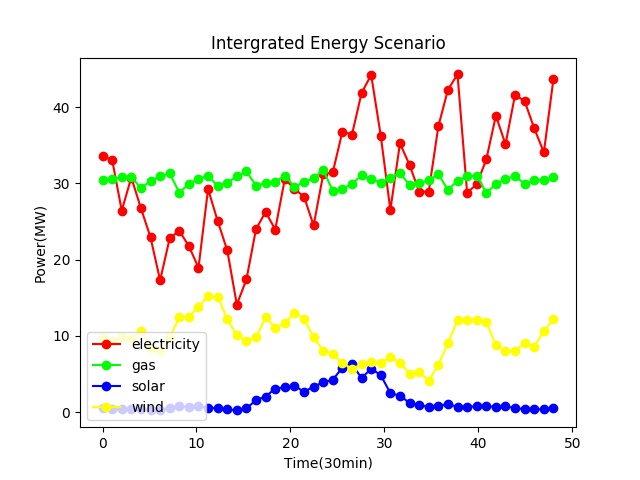 Intergrated Energy Scenario
Power(MW)
40
30
20
10
0
electricity
gas
solar
wind
0 10 20 30 40 50
Time(30min)